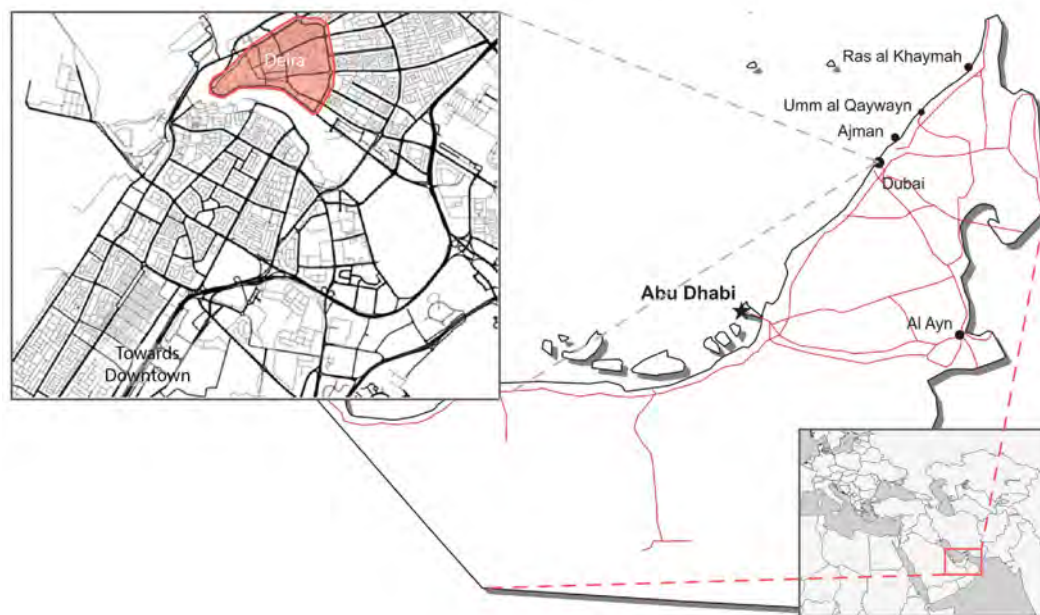 Deira
Towards
Downtown
Ras al Khaymah
Umm al Qaywayn
Ajman
Dubai
Abu Dhabi
Al Ayn